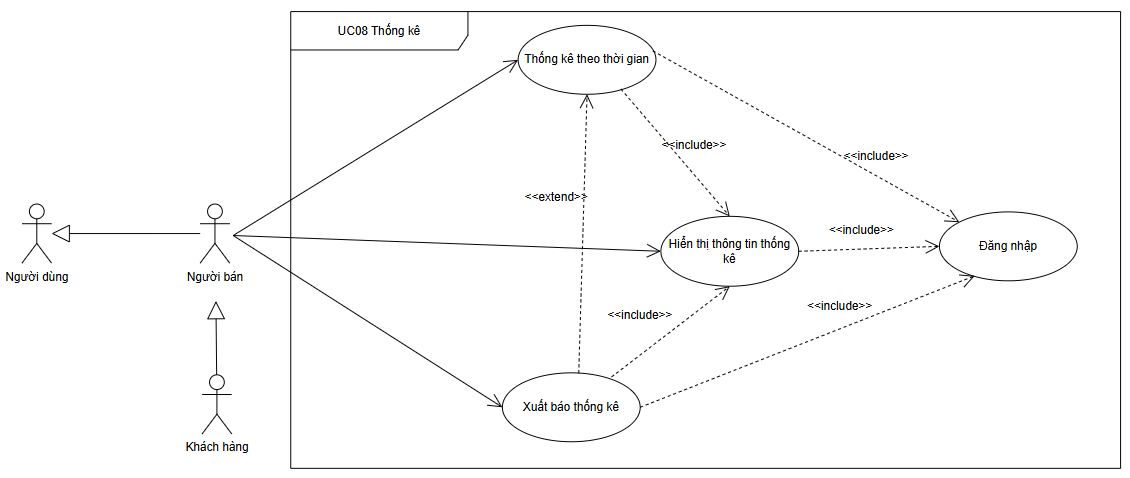 UC08 Thống kê
Thống kê theo thời gian
<<include>>
<<include>>
<<extend>>
Người dùng
Người bán
Hiển thị thông tin thống
kê
<<include>>
Đăng nhập
<<include>>
<<include>>
Xuất báo thống kê
Khách hàng